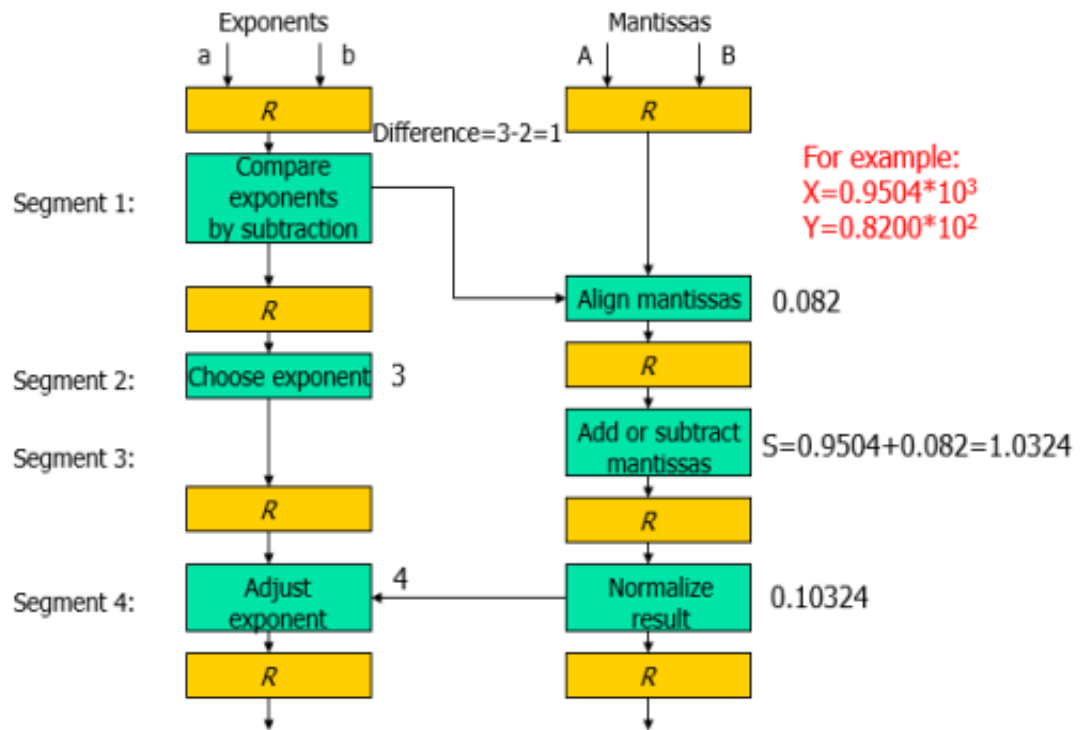 Exponents
Mantissas
a
b
A
B
R
R
Difference=3-2=1
For example:
X=0.9504*10³
Y=0.8200*10²
Segment 1:
Compare
exponents
by subtraction
R
Align mantissas
0.082
R
Segment 2:
Choose exponent
3
Segment 3:
Add or subtract
mantissas
S=0.9504+0.082=1.0324
R
R
Segment 4:
Adjust
exponent
4
Normalize
result
0.10324
R
R